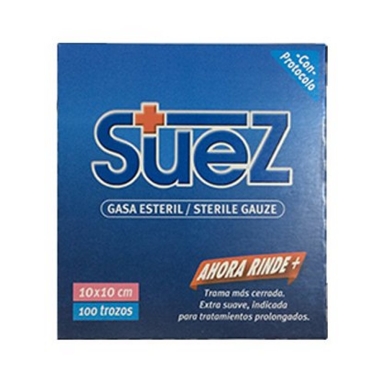 -Con-
Protocolo
Suez
GASA ESTERIL / STERILE GAUZE
AHORA RINDE +
10x10 cm
100 trozos
Trama más cerrada.
Extra suave, indicada
para tratamientos prolongados.